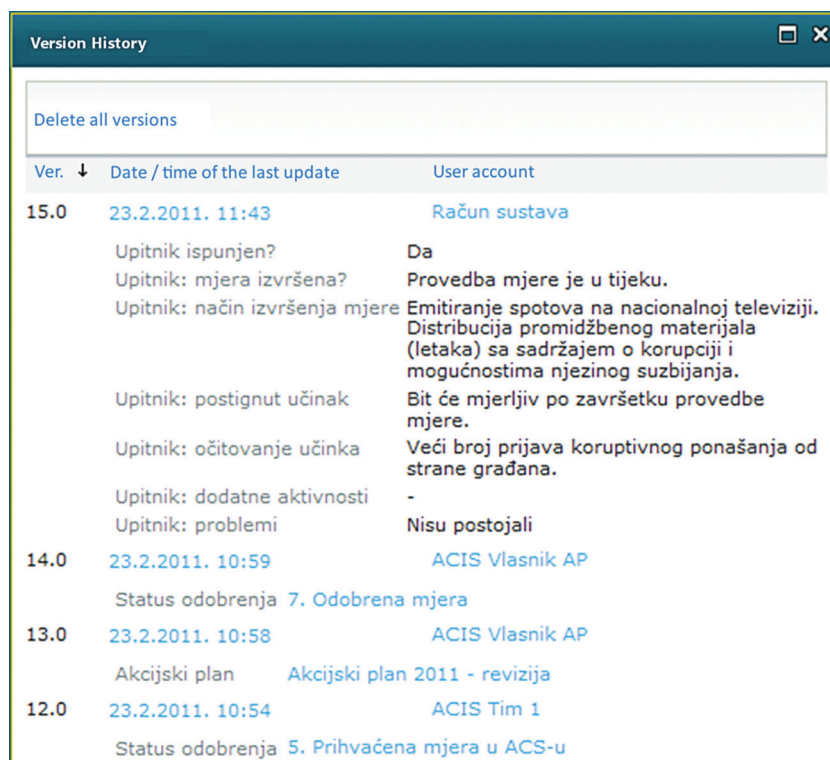 Version History
Delete all versions
Ver. ↓ Date / time of the last update User account
15.0 23.2.2011. 11:43 Račun sustava
Upitnik ispunjen? Da
Upitnik: mjera izvršena? Provedba mjere je u tijeku.
Upitnik: način izvršenja mjere Emitiranje spotova na nacionalnoj televiziji.
Distribucija promidžbenog materijala
(letaka) sa sadržajem o korupciji i
mogućnostima njezinog suzbijanja.
Upitnik: postignut učinak Bit će mjerljiv po završetku provedbe
mjere.
Upitnik: očitovanje učinka Veći broj prijava koruptivnog ponašanja od
strane građana.
Upitnik: dodatne aktivnosti -
Upitnik: problemi Nisu postojali
14.0 23.2.2011. 10:59 ACIS Vlasnik AP
Status odobrenja 7. Odobrena mjera
13.0 23.2.2011. 10:58 ACIS Vlasnik AP
Akcijski plan Akcijski plan 2011 - revizija
12.0 23.2.2011. 10:54 ACIS Tim 1
Status odobrenja 5. Prihvaćena mjera u ACS-u